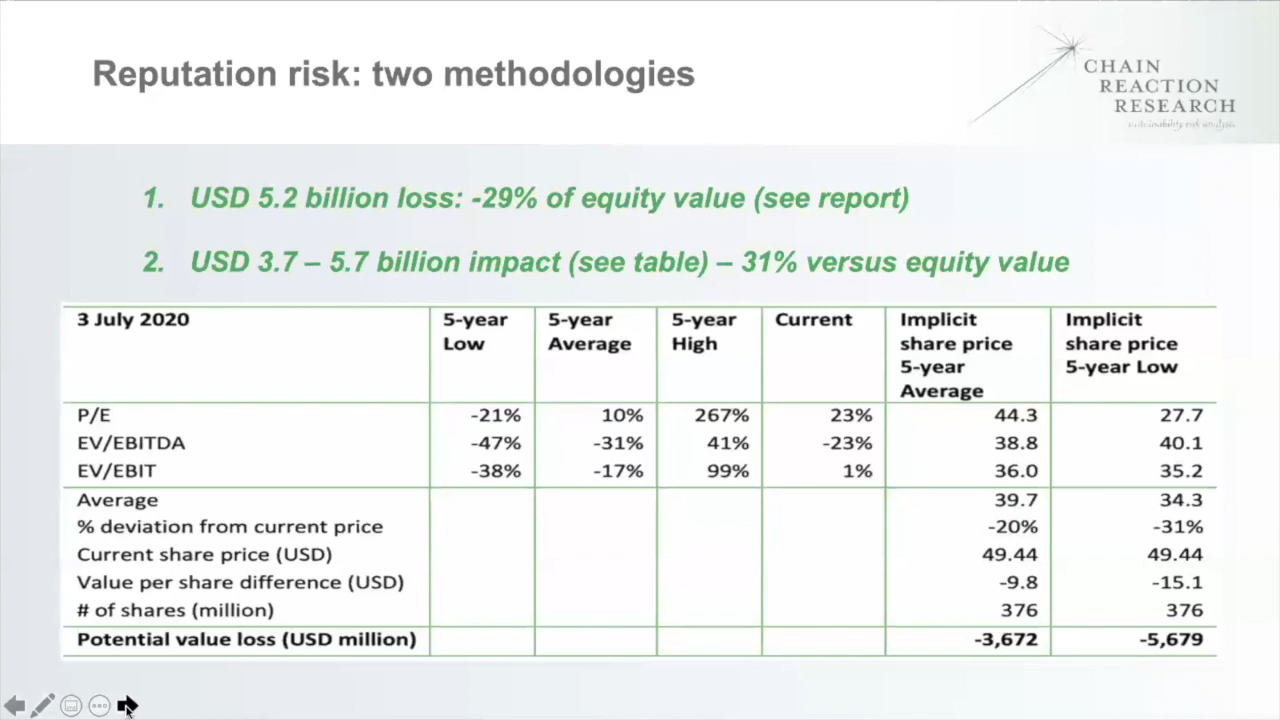 Reputation risk: two methodologies
CHAIN
REACTION
RESEARCH
sustainability risk analysis
1. USD 5.2 billion loss: -29% of equity value (see report)
2. USD 3.7 – 5.7 billion impact (see table) – 31% versus equity value
3 July 2020 5-year Low 5-year Average 5-year High Current Implicit share price 5-year Average Implicit share price 5-year Low
P/E -21% 10% 267% 23% 44.3 27.7
EV/EBITDA -47% -31% 41% -23% 38.8 40.1
EV/EBIT -38% -17% 99% 1% 36.0 35.2
Average 39.7 34.3
% deviation from current price -20% -31%
Current share price (USD) 49.44 49.44
Value per share difference (USD) -9.8 -15.1
# of shares (million) 376 376
Potential value loss (USD million) -3,672 -5,679